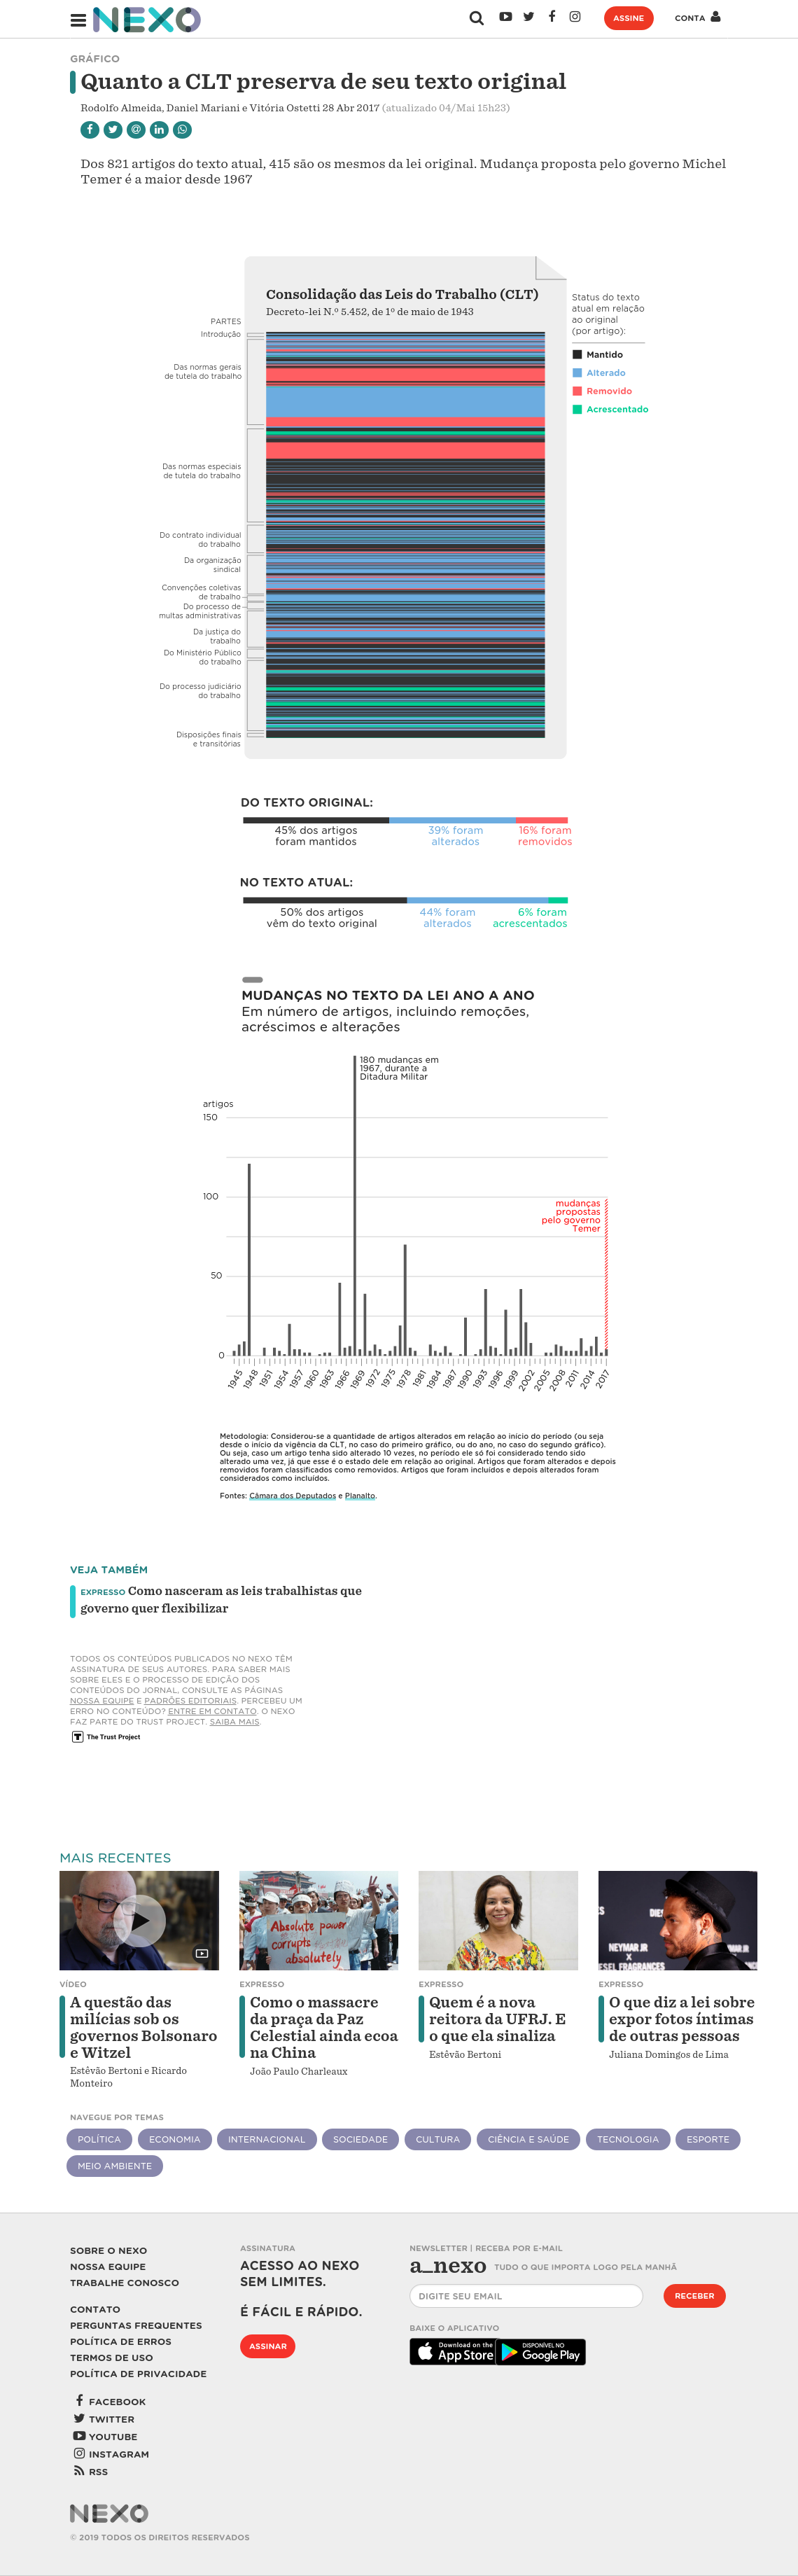 NEXO
ASSINE
CONTA
GRÁFICO
Quanto a CLT preserva de seu texto original
Rodolfo Almeida, Daniel Mariani e Vitória Ostetti 28 Abr 2017 (atualizado 04/Mai 15h23)
Dos 821 artigos do texto atual, 415 são os mesmos da lei original. Mudança proposta pelo governo Michel
Temer é a maior desde 1967
Consolidação das Leis do Trabalho (CLT)
Decreto-lei N.º 5.452, de 1º de maio de 1943
PARTES
Introdução
Das normas gerais
de tutela do trabalho
Das normas especiais
de tutela do trabalho
Do contrato individual
do trabalho
Da organização
sindical
Convenções coletivas
de trabalho
Do processo de
multas administrativas
Da justiça do
trabalho
Do Ministério Público
do trabalho
Do processo judiciário
do trabalho
Disposições finais
e transitórias
Status do texto
atual em relação
ao original
(por artigo):
Mantido
Alterado
Removido
Acrescentado
DO TEXTO ORIGINAL:
45% dos artigos
foram mantidos
39% foram
alterados
16% foram
removidos
NO TEXTO ATUAL:
50% dos artigos
vêm do texto original
44% foram
alterados
6% foram
acrescentados
MUDANÇAS NO TEXTO DA LEI ANO A ANO
Em número de artigos, incluindo remoções,
acréscimos e alterações
180 mudanças em
1967, durante a
Ditadura Militar
artigos
150
100
50
0
mudanças
propostas
pelo governo
Temer
1945
1948
1951
1954
1957
1960
1963
1966
1969
1972
1975
1978
1981
1984
1987
1990
1993
1996
1999
2002
2005
2008
2011
2014
2017
Metodologia: Considerou-se a quantidade de artigos alterados em relação ao início do período (ou seja
desde o início da vigência da CLT, no caso do primeiro gráfico, ou do ano, no caso do segundo gráfico).
Ou seja, caso um artigo tenha sido alterado 10 vezes, no período ele só foi considerado tendo sido
alterado uma vez, já que esse é o estado dele em relação ao original. Artigos que foram alterados e depois
removidos foram classificados como removidos. Artigos que foram incluídos e depois alterados foram
considerados como incluídos.
Fontes: Câmara dos Deputados e Planalto.
VEJA TAMBÉM
EXPRESSO Como nasceram as leis trabalhistas que
governo quer flexibilizar
TODOS OS CONTEÚDOS PUBLICADOS NO NEXO TÊM
ASSINATURA DE SEUS AUTORES. PARA SABER MAIS
SOBRE ELES E O PROCESSO DE EDIÇÃO DOS
CONTEÚDOS DO JORNAL, CONSULTE AS PÁGINAS
NOSSA EQUIPE E PADRÕES EDITORIAIS. PERCEBEU UM
ERRO NO CONTEÚDO? ENTRE EM CONTATO. O NEXO
FAZ PARTE DO TRUST PROJECT. SAIBA MAIS.
T The Trust Project
MAIS RECENTES
Absolute power
corrupts
absolutely
NEYMAR JR
X
DIESEL FRAGRANCES
VÍDEO
A questão das
milícias sob os
governos Bolsonaro
e Witzel
Estêvão Bertoni e Ricardo
Monteiro
EXPRESSO
Como o massacre
da praça da Paz
Celestial ainda ecoa
na China
João Paulo Charleaux
EXPRESSO
Quem é a nova
reitora da UFRJ. E
o que ela sinaliza
Estêvão Bertoni
EXPRESSO
O que diz a lei sobre
expor fotos íntimas
de outras pessoas
Juliana Domingos de Lima
NAVEGUE POR TEMAS
POLÍTICA
ECONOMIA
INTERNACIONAL
SOCIEDADE
CULTURA
CIÊNCIA E SAÚDE
TECNOLOGIA
ESPORTE
MEIO AMBIENTE
SOBRE O NEXO
NOSSA EQUIPE
TRABALHE CONOSCO
CONTATO
PERGUNTAS FREQUENTES
POLÍTICA DE ERROS
TERMOS DE USO
POLÍTICA DE PRIVACIDADE
FACEBOOK
TWITTER
YOUTUBE
INSTAGRAM
RSS
ASSINATURA
ACESSO AO NEXO
SEM LIMITES.
É FÁCIL E RÁPIDO.
ASSINAR
NEWSLETTER | RECEBA POR E-MAIL
a_nexo TUDO O QUE IMPORTA LOGO PELA MANHÃ
DIGITE SEU EMAIL
RECEBER
BAIXE O APLICATIVO
Download on the
App Store
DISPONÍVEL NO
Google Play
NEXO
© 2019 TODOS OS DIREITOS RESERVADOS